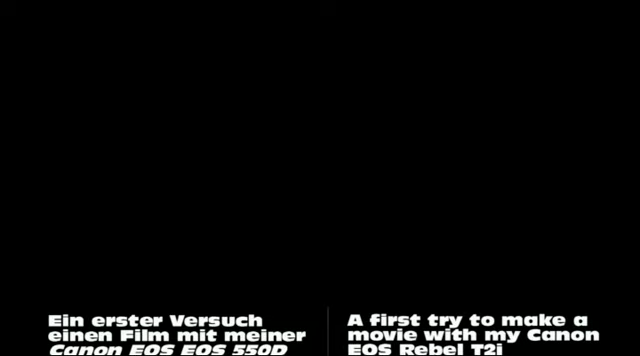 Ein erster Versuch
einen Film mit meiner
Canon EOS EOS 550D
A first try to make a
movie with my Canon
EOS Rebel T2i